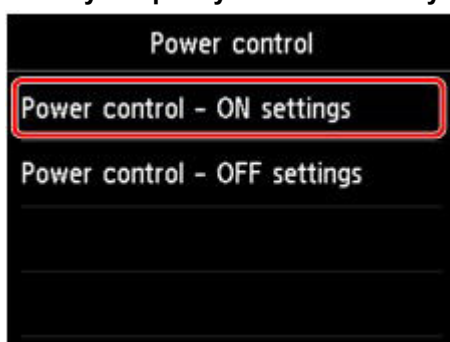 Power control
Power control – ON settings
Power control – OFF settings